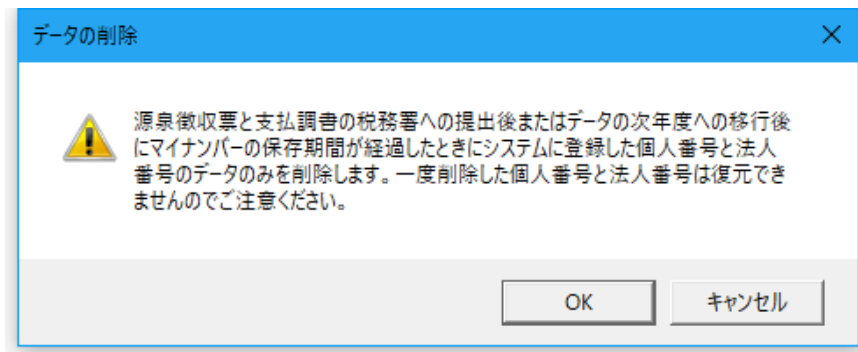 データの削除
源泉徴収票と支払調書の税務署への提出後またはデータの次年度への移行後
にマイナンバーの保存期間が経過したときにシステムに登録した個人番号と法人
番号のデータのみを削除します。一度削除した個人番号と法人番号は復元でき
ませんのでご注意ください。
OK
キャンセル